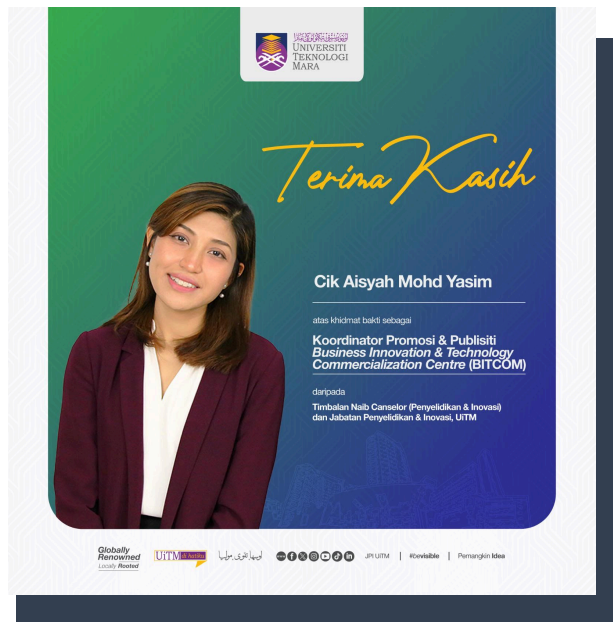 UNIVERSITI
TEKNOLOGI
MARA
Terima Kasih
Cik Aisyah Mohd Yasim
atas khidmat bakti sebagai
Koordinator Promosi & Publisiti
Business Innovation & Technology
Commercialization Centre (BITCOM)
daripada
Timbalan Naib Canselor (Penyelidikan & Inovasi)
dan Jabatan Penyelidikan & Inovasi, UiTM
Globally
Renowned
Locally Rooted
UiTM di hatiku
JPI UITM | #bevisible | Pemangkin Idea